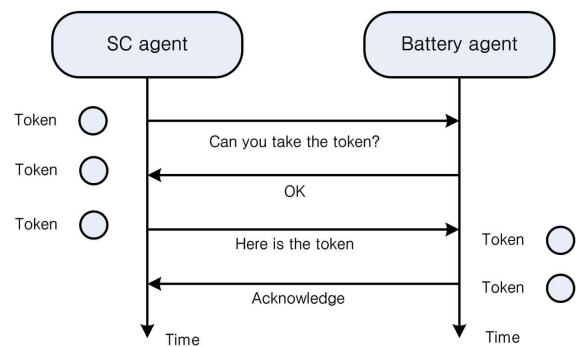 SC agent
Battery agent
Token
Can you take the token?
Token
OK
Token
Here is the token
Token
Acknowledge
Token
Time
Time